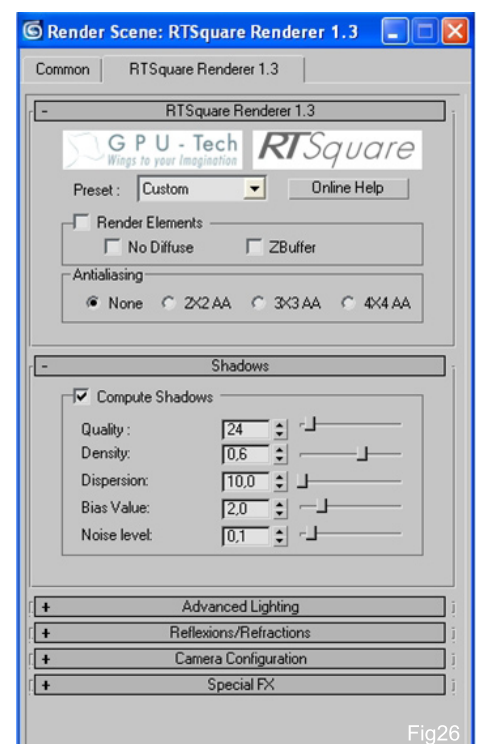 Render Scene: RTSquare Renderer 1.3
Common RTSquare Renderer 1.3
- RTSquare Renderer 1.3
GPU-Tech
Wings to your Imagination
RTSquare
Preset : Custom Online Help
Render Elements
No Diffuse ZBuffer
Antialiasing
None 2X2 AA 3X3 AA 4X4 AA
- Shadows
Compute Shadows
Quality : 24
Density: 0,6
Dispersion: 10,0
Bias Value: 2,0
Noise level: 0,1
+ Advanced Lighting
+ Reflexions/Refractions
+ Camera Configuration
+ Special FX
Fig26